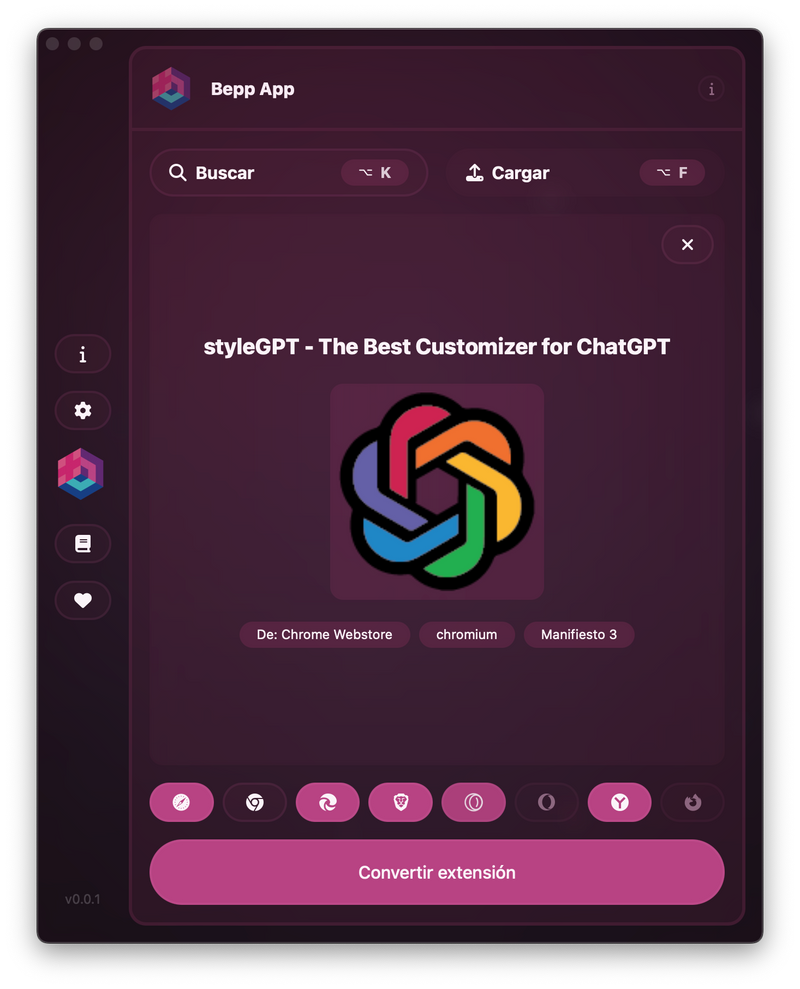 Bepp App
i
Buscar
⌥ K
Cargar
⌥ F
styleGPT - The Best Customizer for ChatGPT
i
De: Chrome Webstore
chromium
Manifiesto 3
Convertir extensión
v0.0.1